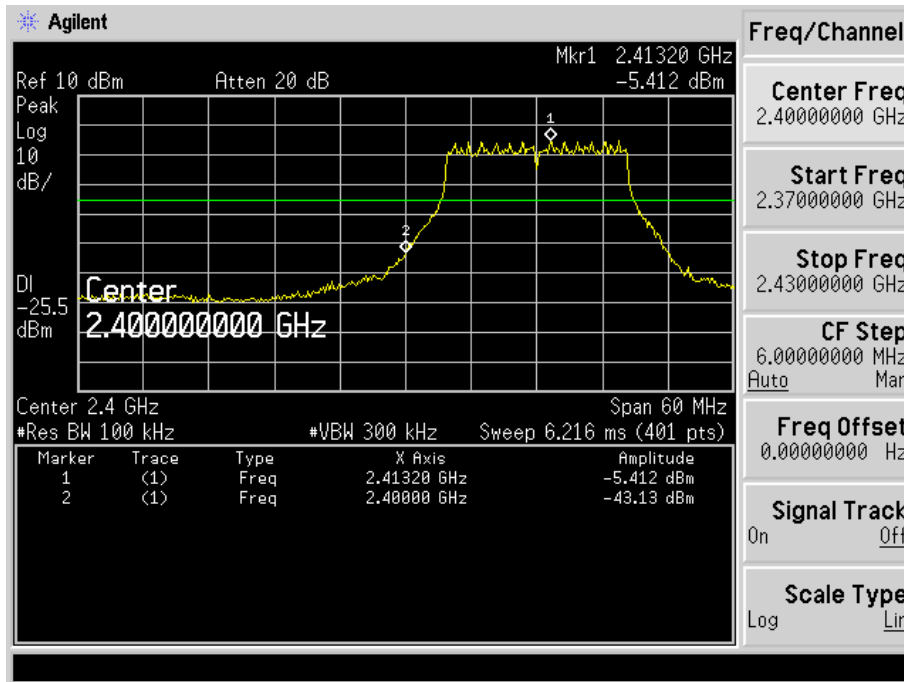 Agilent
Freq/Channel
Mkr1 2.41320 GHz
Ref 10 dBm Atten 20 dB -5.412 dBm
Peak
Log
10
dB/
1
2
DI
-25.5
dBm
Center
2.400000000 GHz
Center 2.4 GHz Span 60 MHz
#Res BW 100 kHz #VBW 300 kHz Sweep 6.216 ms (401 pts)
Marker Trace Type X Axis Amplitude
1 (1) Freq 2.41320 GHz -5.412 dBm
2 (1) Freq 2.40000 GHz -43.13 dBm
Center Freq
2.40000000 GHz
Start Freq
2.37000000 GHz
Stop Freq
2.43000000 GHz
CF Step
6.00000000 MHz
Auto Man
Freq Offset
0.00000000 Hz
Signal Track
On Off
Scale Type
Log Lin